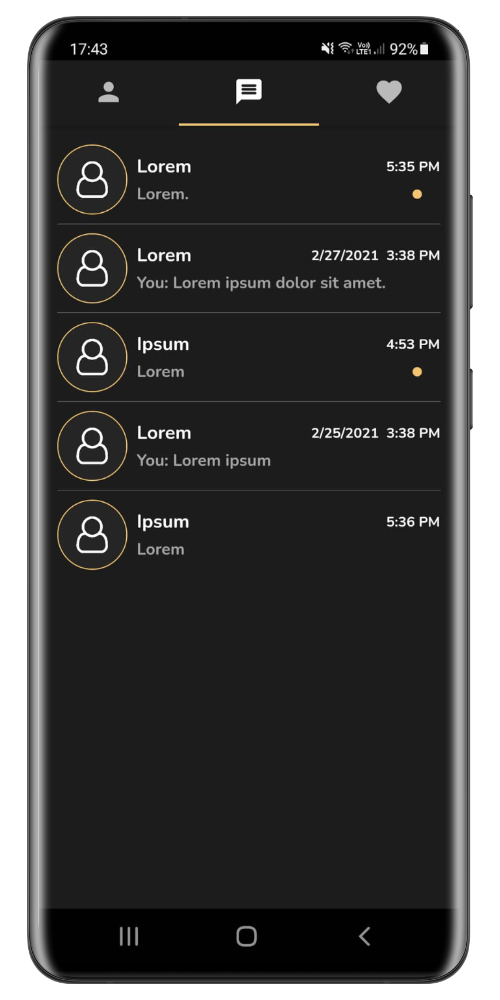 17:43 Vo)) LTE1 92%
Lorem 5:35 PM
Lorem.
Lorem 2/27/2021 3:38 PM
You: Lorem ipsum dolor sit amet.
Ipsum 4:53 PM
Lorem
Lorem 2/25/2021 3:38 PM
You: Lorem ipsum
Ipsum 5:36 PM
Lorem